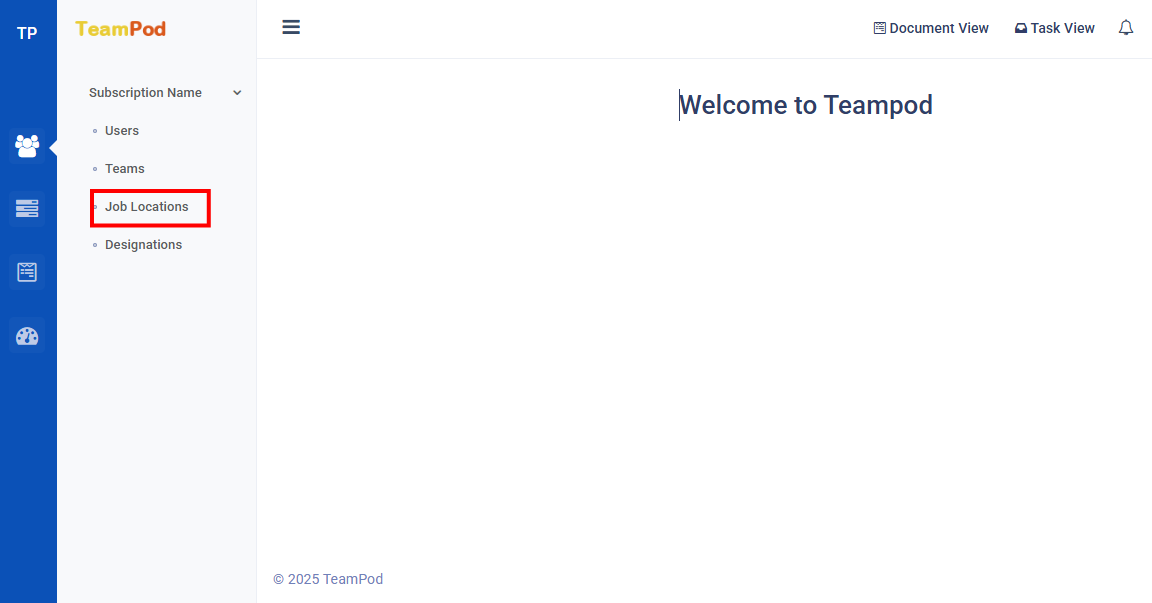 TP
TeamPod
Document View
Task View
Subscription Name
Users
Teams
Job Locations
Designations
Welcome to Teampod
© 2025 TeamPod